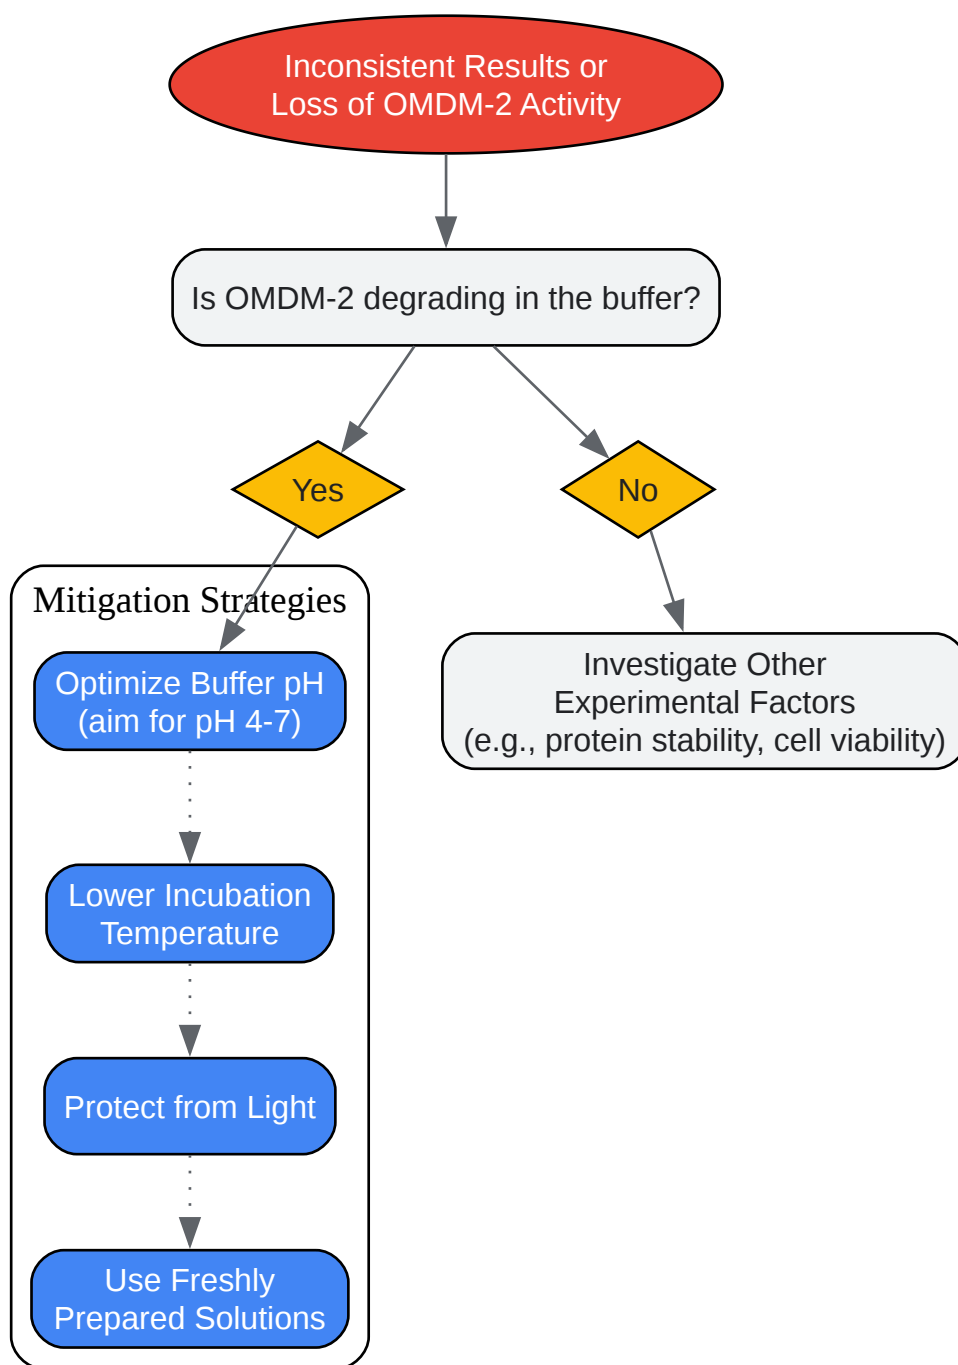 Inconsistent Results or
Loss of OMDM-2 Activity
Is OMDM-2 degrading in the buffer?
Yes
No
Mitigation Strategies
Optimize Buffer pH
(aim for pH 4-7)
Investigate Other
Experimental Factors
(e.g., protein stability, cell viability)
Lower Incubation
Temperature
Protect from Light
Use Freshly
Prepared Solutions